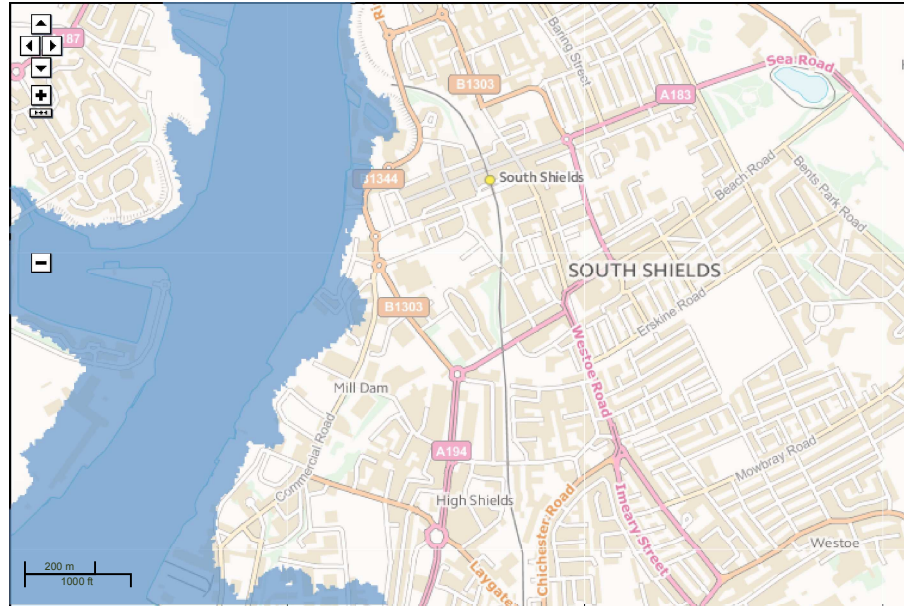 187
Ri
Baring Street
Sea Road
B1303
A183
Beach Road
Bents Park Road
B1344
South Shields
SOUTH SHIELDS
B1303
Erskine Road
Westoe Road
Mill Dam
Commercial Road
A194
Mowbray Road
High Shields
Chichester Road
Imeary Street
Westoe
Laygate
200 m
1000 ft